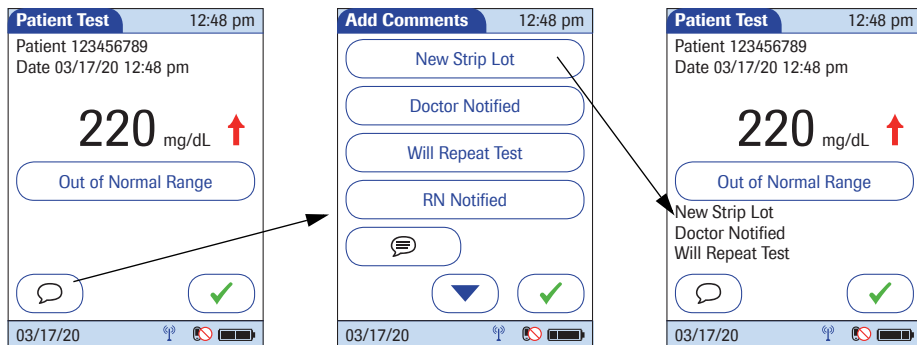 Patient Test 12:48 pm
Patient 123456789
Date 03/17/20 12:48 pm
220 mg/dL
Out of Normal Range
03/17/20
Add Comments 12:48 pm
New Strip Lot
Doctor Notified
Will Repeat Test
RN Notified
03/17/20
Patient Test 12:48 pm
Patient 123456789
Date 03/17/20 12:48 pm
220 mg/dL
Out of Normal Range
New Strip Lot
Doctor Notified
Will Repeat Test
03/17/20